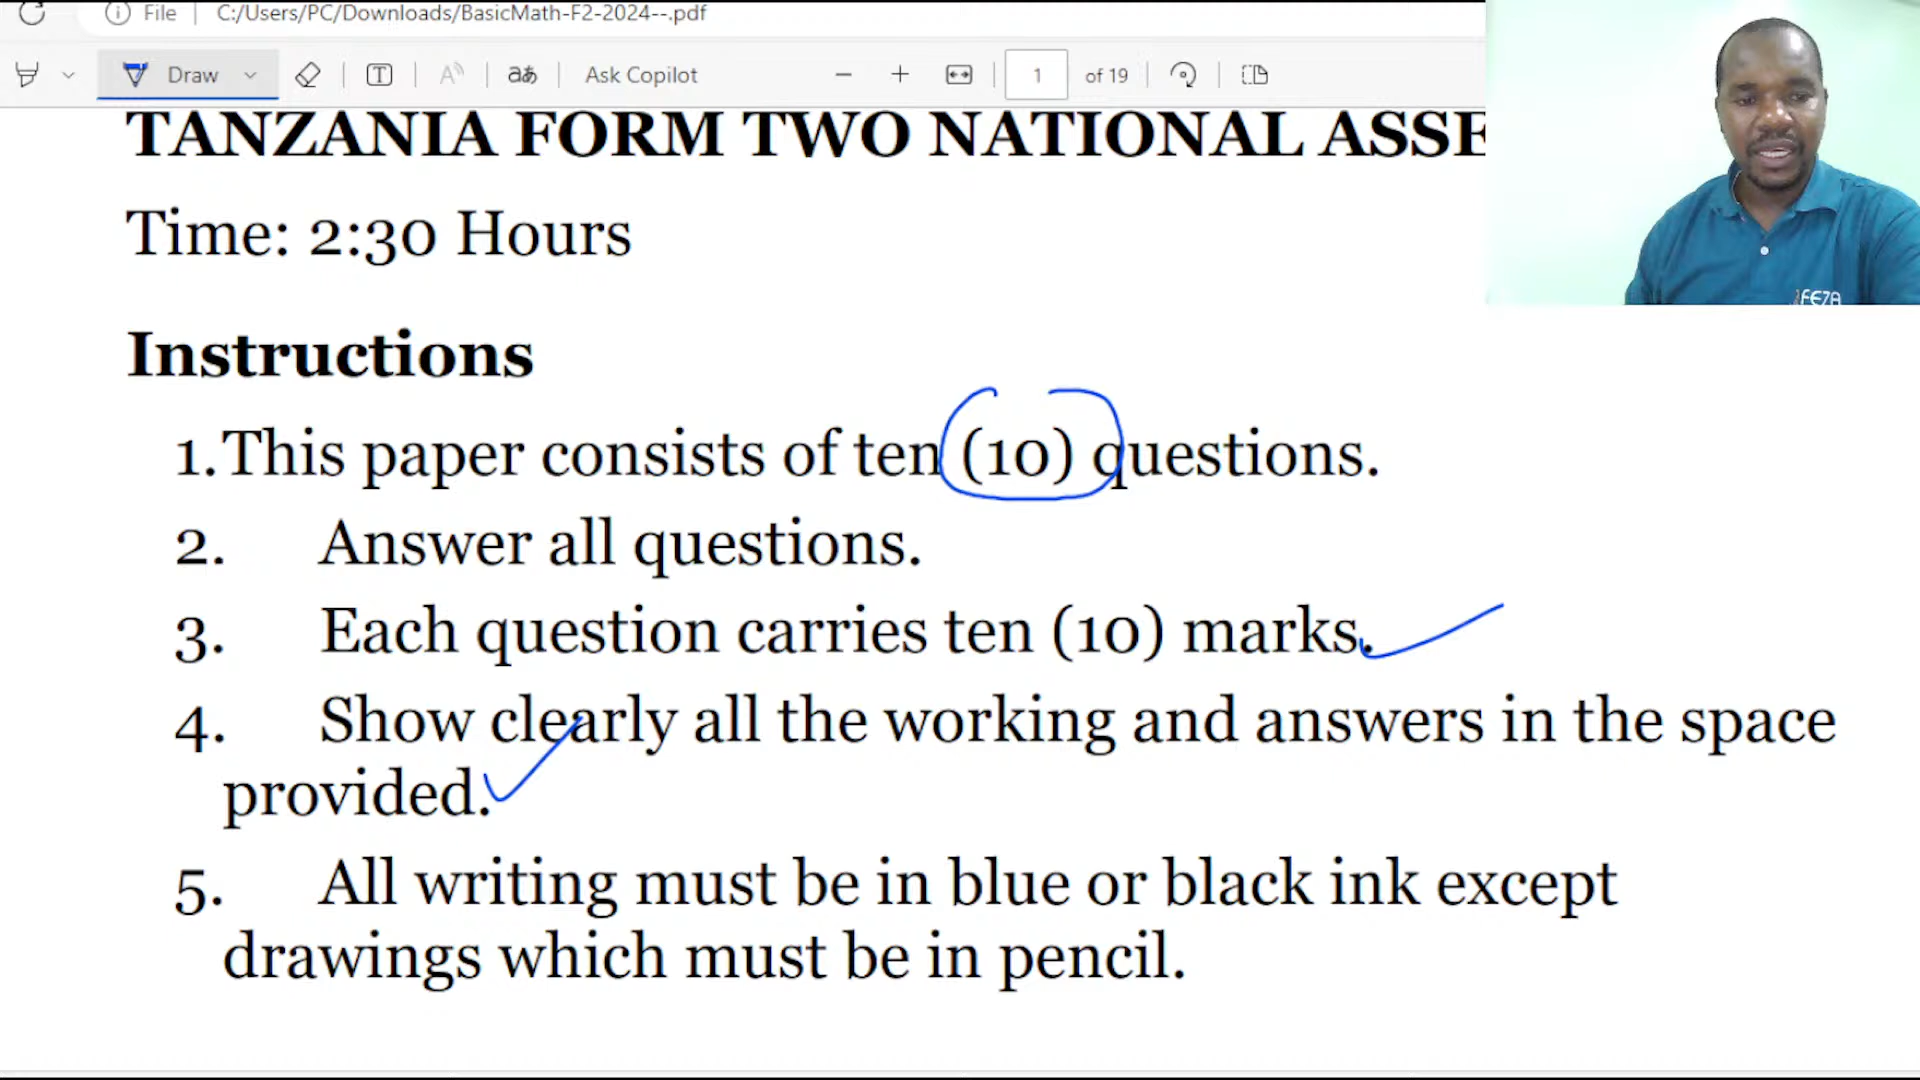 File | C:/Users/PC/Downloads/BasicMath-F2-2024--.pdf
Draw
T
A
aあ
Ask Copilot
1 of 19
TANZANIA FORM TWO NATIONAL ASSE
Time: 2:30 Hours
FEZA
Instructions
1. This paper consists of ten (10) questions.
2. Answer all questions.
3. Each question carries ten (10) marks.
4. Show clearly all the working and answers in the space
provided.
5. All writing must be in blue or black ink except
drawings which must be in pencil.